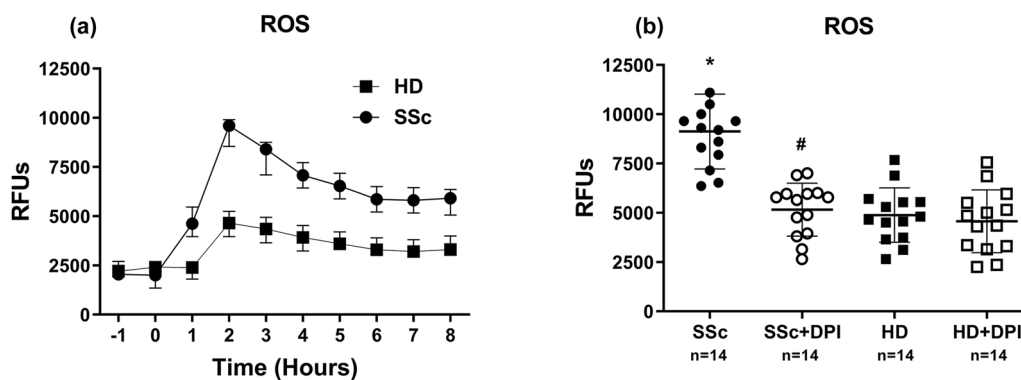 (a)
ROS
12500
10000
7500
5000
2500
0
RFUs
HD
SSc
-1 0 1 2 3 4 5 6 7 8
Time (Hours)
(b)
ROS
12500
10000
7500
5000
2500
0
RFUs
*
#
SSc SSc+DPI HD HD+DPI
n=14 n=14 n=14 n=14